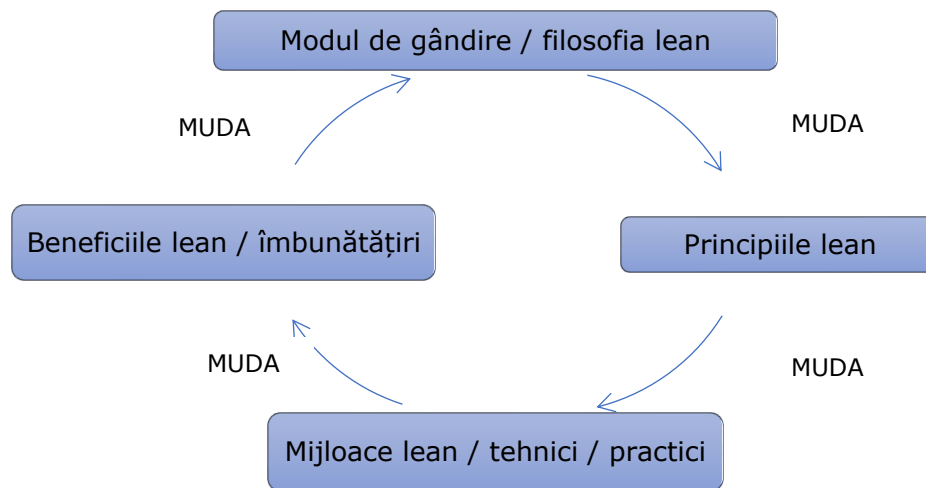 Modul de gândire / filosofia lean
MUDA
MUDA
Beneficiile lean / îmbunătățiri
Principiile lean
MUDA
MUDA
Mijloace lean / tehnici / practici